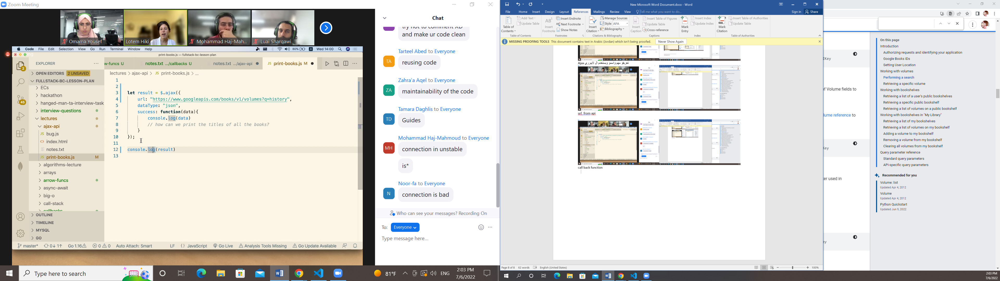 Zoom Meeting
Omama Yousef
Lotem Hiki
Mohammad Haj-Mah...
Luai Sharqawi
Code File Edit Selection View Go Run Terminal Window Help
80%
Wed 14:00
print-books.js — fullstack-bc-lesson-plan
EXPLORER
w-funcs U
notes.txt .../callbacks U
notes.txt .../ajax-api
JS print-books.js M
OPEN EDITORS 2 UNSAVED
FULLSTACK-BC-LESSON-PLAN
ECs
hackathon
hanged-man-ta-interview-task
interview-questions
lectures
ajax-api
JS bug.js
<> index.html
notes.txt
JS print-books.js M
algorithms-lecture
arrays
arrow-funcs
async-await
big-o
call-stack
callbacks
OUTLINE
TIMELINE
MYSQL
GO
2
45
lectures > ajax-api > JS print-books.js > ...
1
2
3 let result = $.ajax({
4 url: "https://www.googleapis.com/books/v1/volumes?q=history",
5 dataType: "json",
6 success: function(data){
7 console.log(data)
8 // how can we print the titles of all the books?
9 }
10 });
11
12 console.log(result)
13
master* 0↓ 1↑ Go 1.16 0 0 Auto Attach: Smart
LF {} JavaScript Go Live Analysis Tools Missing Go Update Available
Chat
try not to comment XD
and make ur code clean
Tarteel Abed to Everyone
TA
reusing code
Zahra'a Aqel to Everyone
ZA
maintainability of the code
Tamara Daghlis to Everyone
TD
Guides
Mohammad Haj-Mahmoud to Everyone
MH
connection in unstable
is*
Noor-fa to Everyone
N
connection is bad
Who can see your messages? Recording On
To: Everyone
Type message here...
Type here to search
81°F
ENG
2:03 PM
7/6/2022
New Microsoft Word Document.docx - Word
File Home Insert Design Layout References Mailings Review View Tell me what you want to do...
Sign in Share
Table of Contents
Add Text
Update Table
Table of Contents
AB1
Insert Footnote
Insert Endnote
Next Footnote
Show Notes
Footnotes
Insert Citation
Manage Sources
Style: APA
Bibliography
Citations & Bibliography
Insert Caption
Insert Table of Figures
Update Table
Cross-reference
Captions
Mark Entry
Insert Index
Update Index
Index
Mark Citation
Insert Table of Authorities
Update Table
Table of Authorities
MISSING PROOFING TOOLS This document contains text in Arabic (Jordan) which isn't being proofed. Never Show Again
Ajax تعريفو مهم واسمو وبستخدم ال لايبرري
url from api
call back function
Page 8 of 8 62 words English (United States)
100%
Key
of Volume fields to
lume reference to
Key
ter used in
ey
On this page
Introduction
Authorizing requests and identifying your application
Google Books IDs
Setting User Location
Working with volumes
Performing a search
Retrieving a specific volume
Working with bookshelves
Retrieving a list of a user's public bookshelves
Retrieving a specific public bookshelf
Retrieving a list of volumes on a public bookshelf
Working with bookshelves in "My Library"
Retrieving a list of my bookshelves
Retrieving a list of volumes on my bookshelf
Adding a volume to my bookshelf
Removing a volume from my bookshelf
Clearing all volumes from my bookshelf
Query parameter reference
Standard query parameters
API-specific query parameters
Recommended for you
Volume: list
Updated Apr 4, 2012
Volume
Updated Apr 4, 2012
Python Quickstart
Updated Jun 9, 2022
2:03 PM
7/6/2022